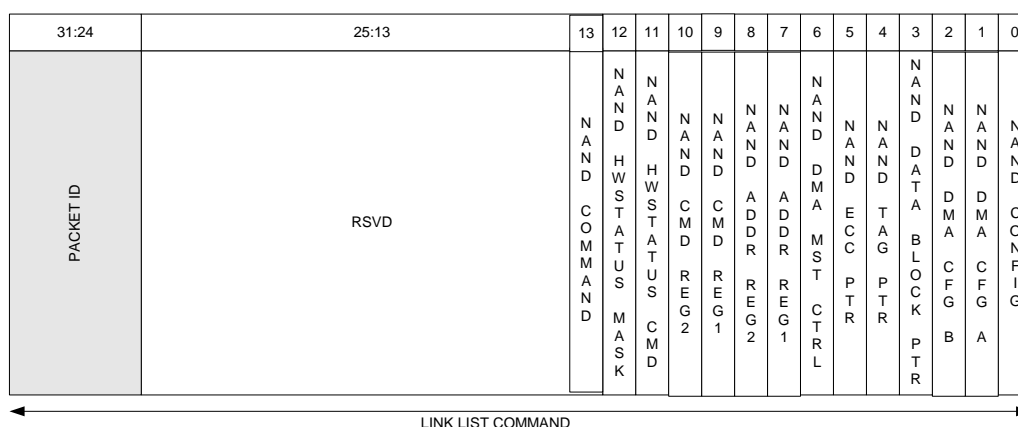 31:24 25:13 13 12 11 10 9 8 7 6 5 4 3 2 1 0
PACKET ID
RSVD
NAND COMMAND
NAND HWSTATUS MASK
NAND HWSTATUS CMD
NAND CMD REG2
NAND CMD REG1
NAND ADDR REG2
NAND ADDR REG1
NAND DMA MST CTRL
NAND ECC PTR
NAND TAG PTR
NAND DATA BLOCK PTR
NAND DMA CFG B
NAND DMA CFG A
NAND CONFIG
LINK LIST COMMAND